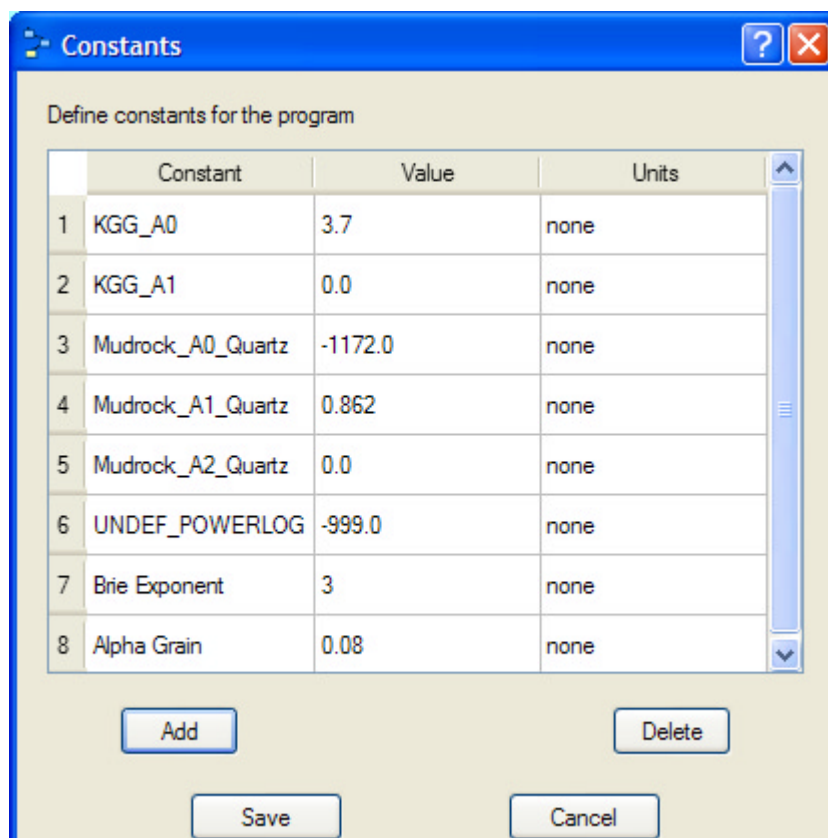 Constants
Define constants for the program
Constant Value Units
1 KGG_A0 3.7 none
2 KGG_A1 0.0 none
3 Mudrock_A0_Quartz -1172.0 none
4 Mudrock_A1_Quartz 0.862 none
5 Mudrock_A2_Quartz 0.0 none
6 UNDEF_POWERLOG -999.0 none
7 Brie Exponent 3 none
8 Alpha Grain 0.08 none
Add Delete
Save Cancel